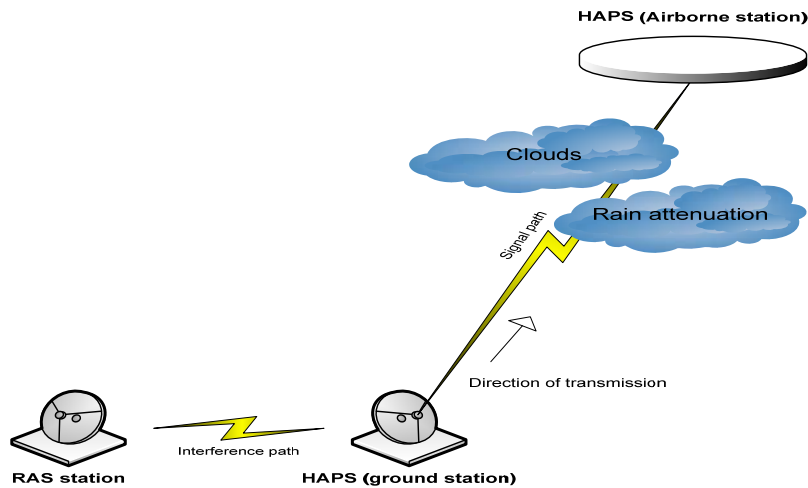 HAPS (Airborne station)
Clouds
Rain attenuation
Signal path
Direction of transmission
Interference path
RAS station
HAPS (ground station)